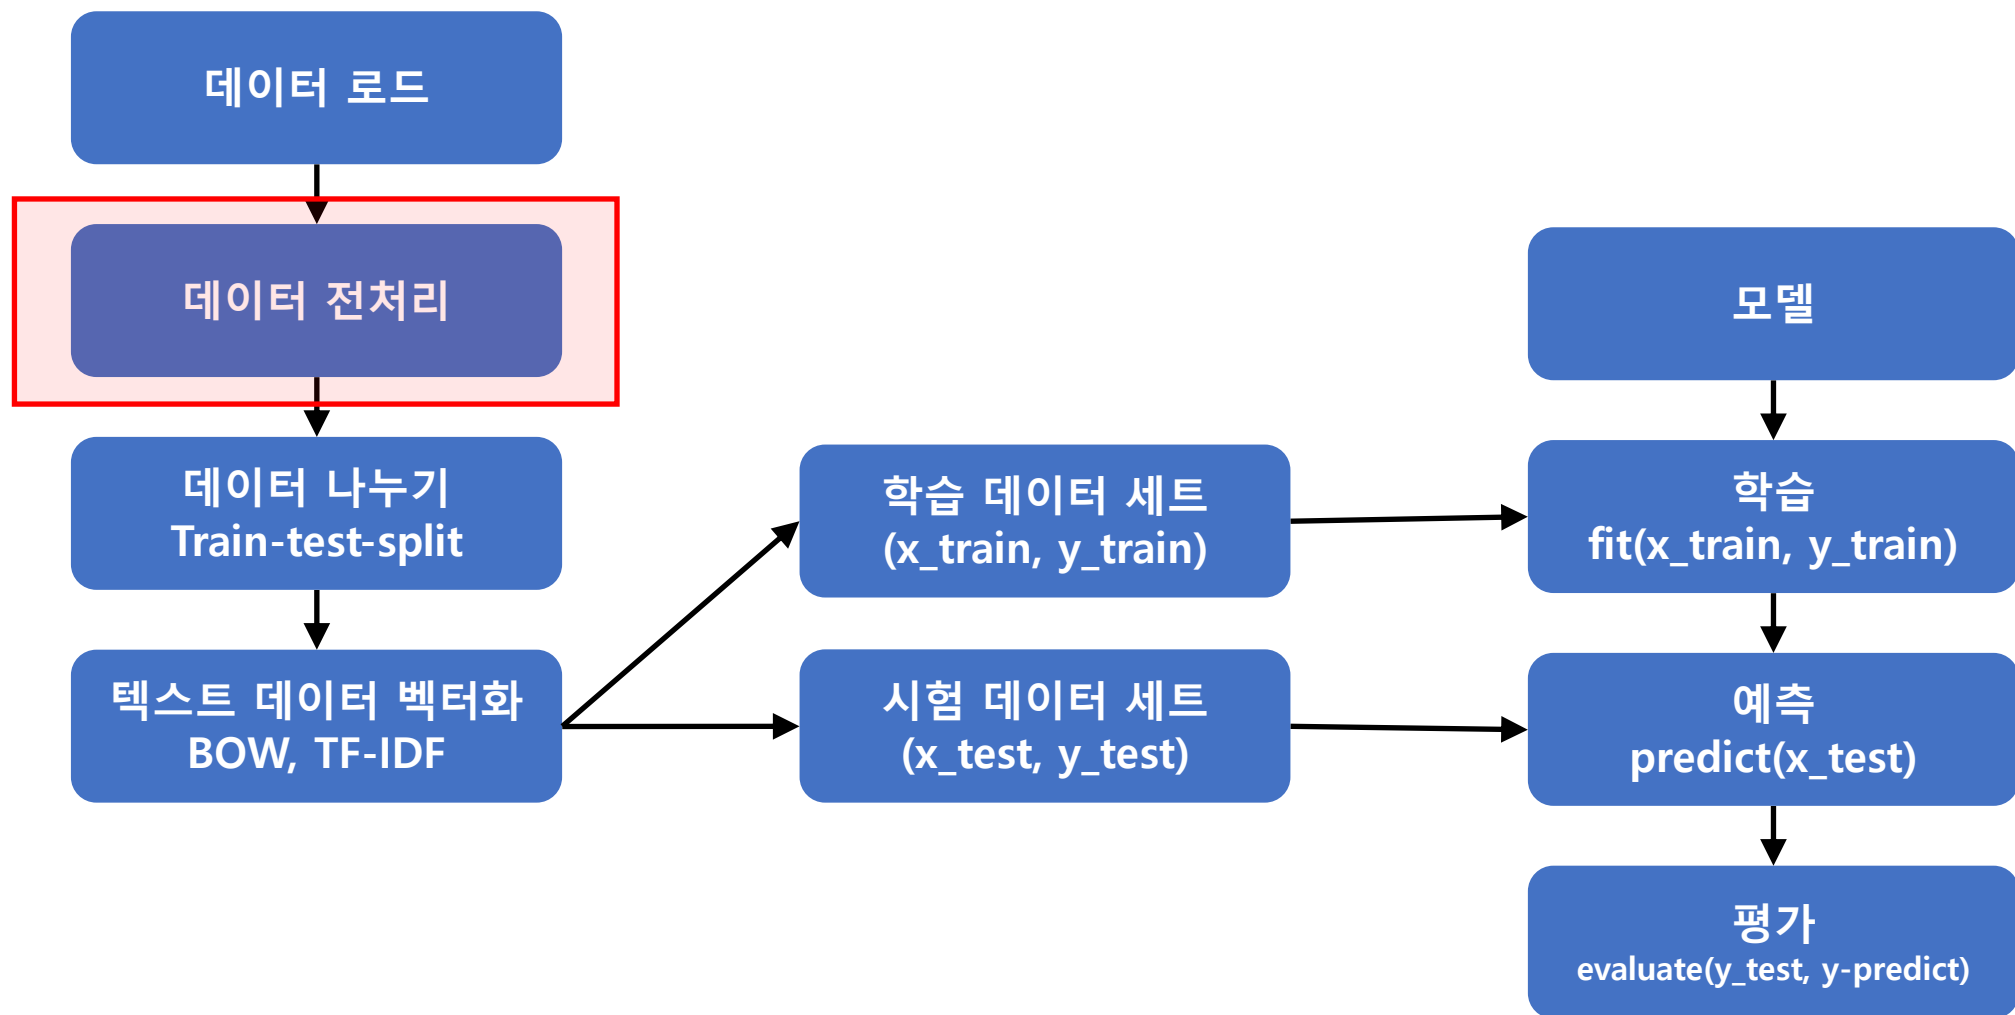 데이터 로드
데이터 전처리
데이터 나누기
Train-test-split
텍스트 데이터 벡터화
BOW, TF-IDF
학습 데이터 세트
(x_train, y_train)
시험 데이터 세트
(x_test, y_test)
모델
학습
fit(x_train, y_train)
예측
predict(x_test)
평가
evaluate(y_test, y-predict)